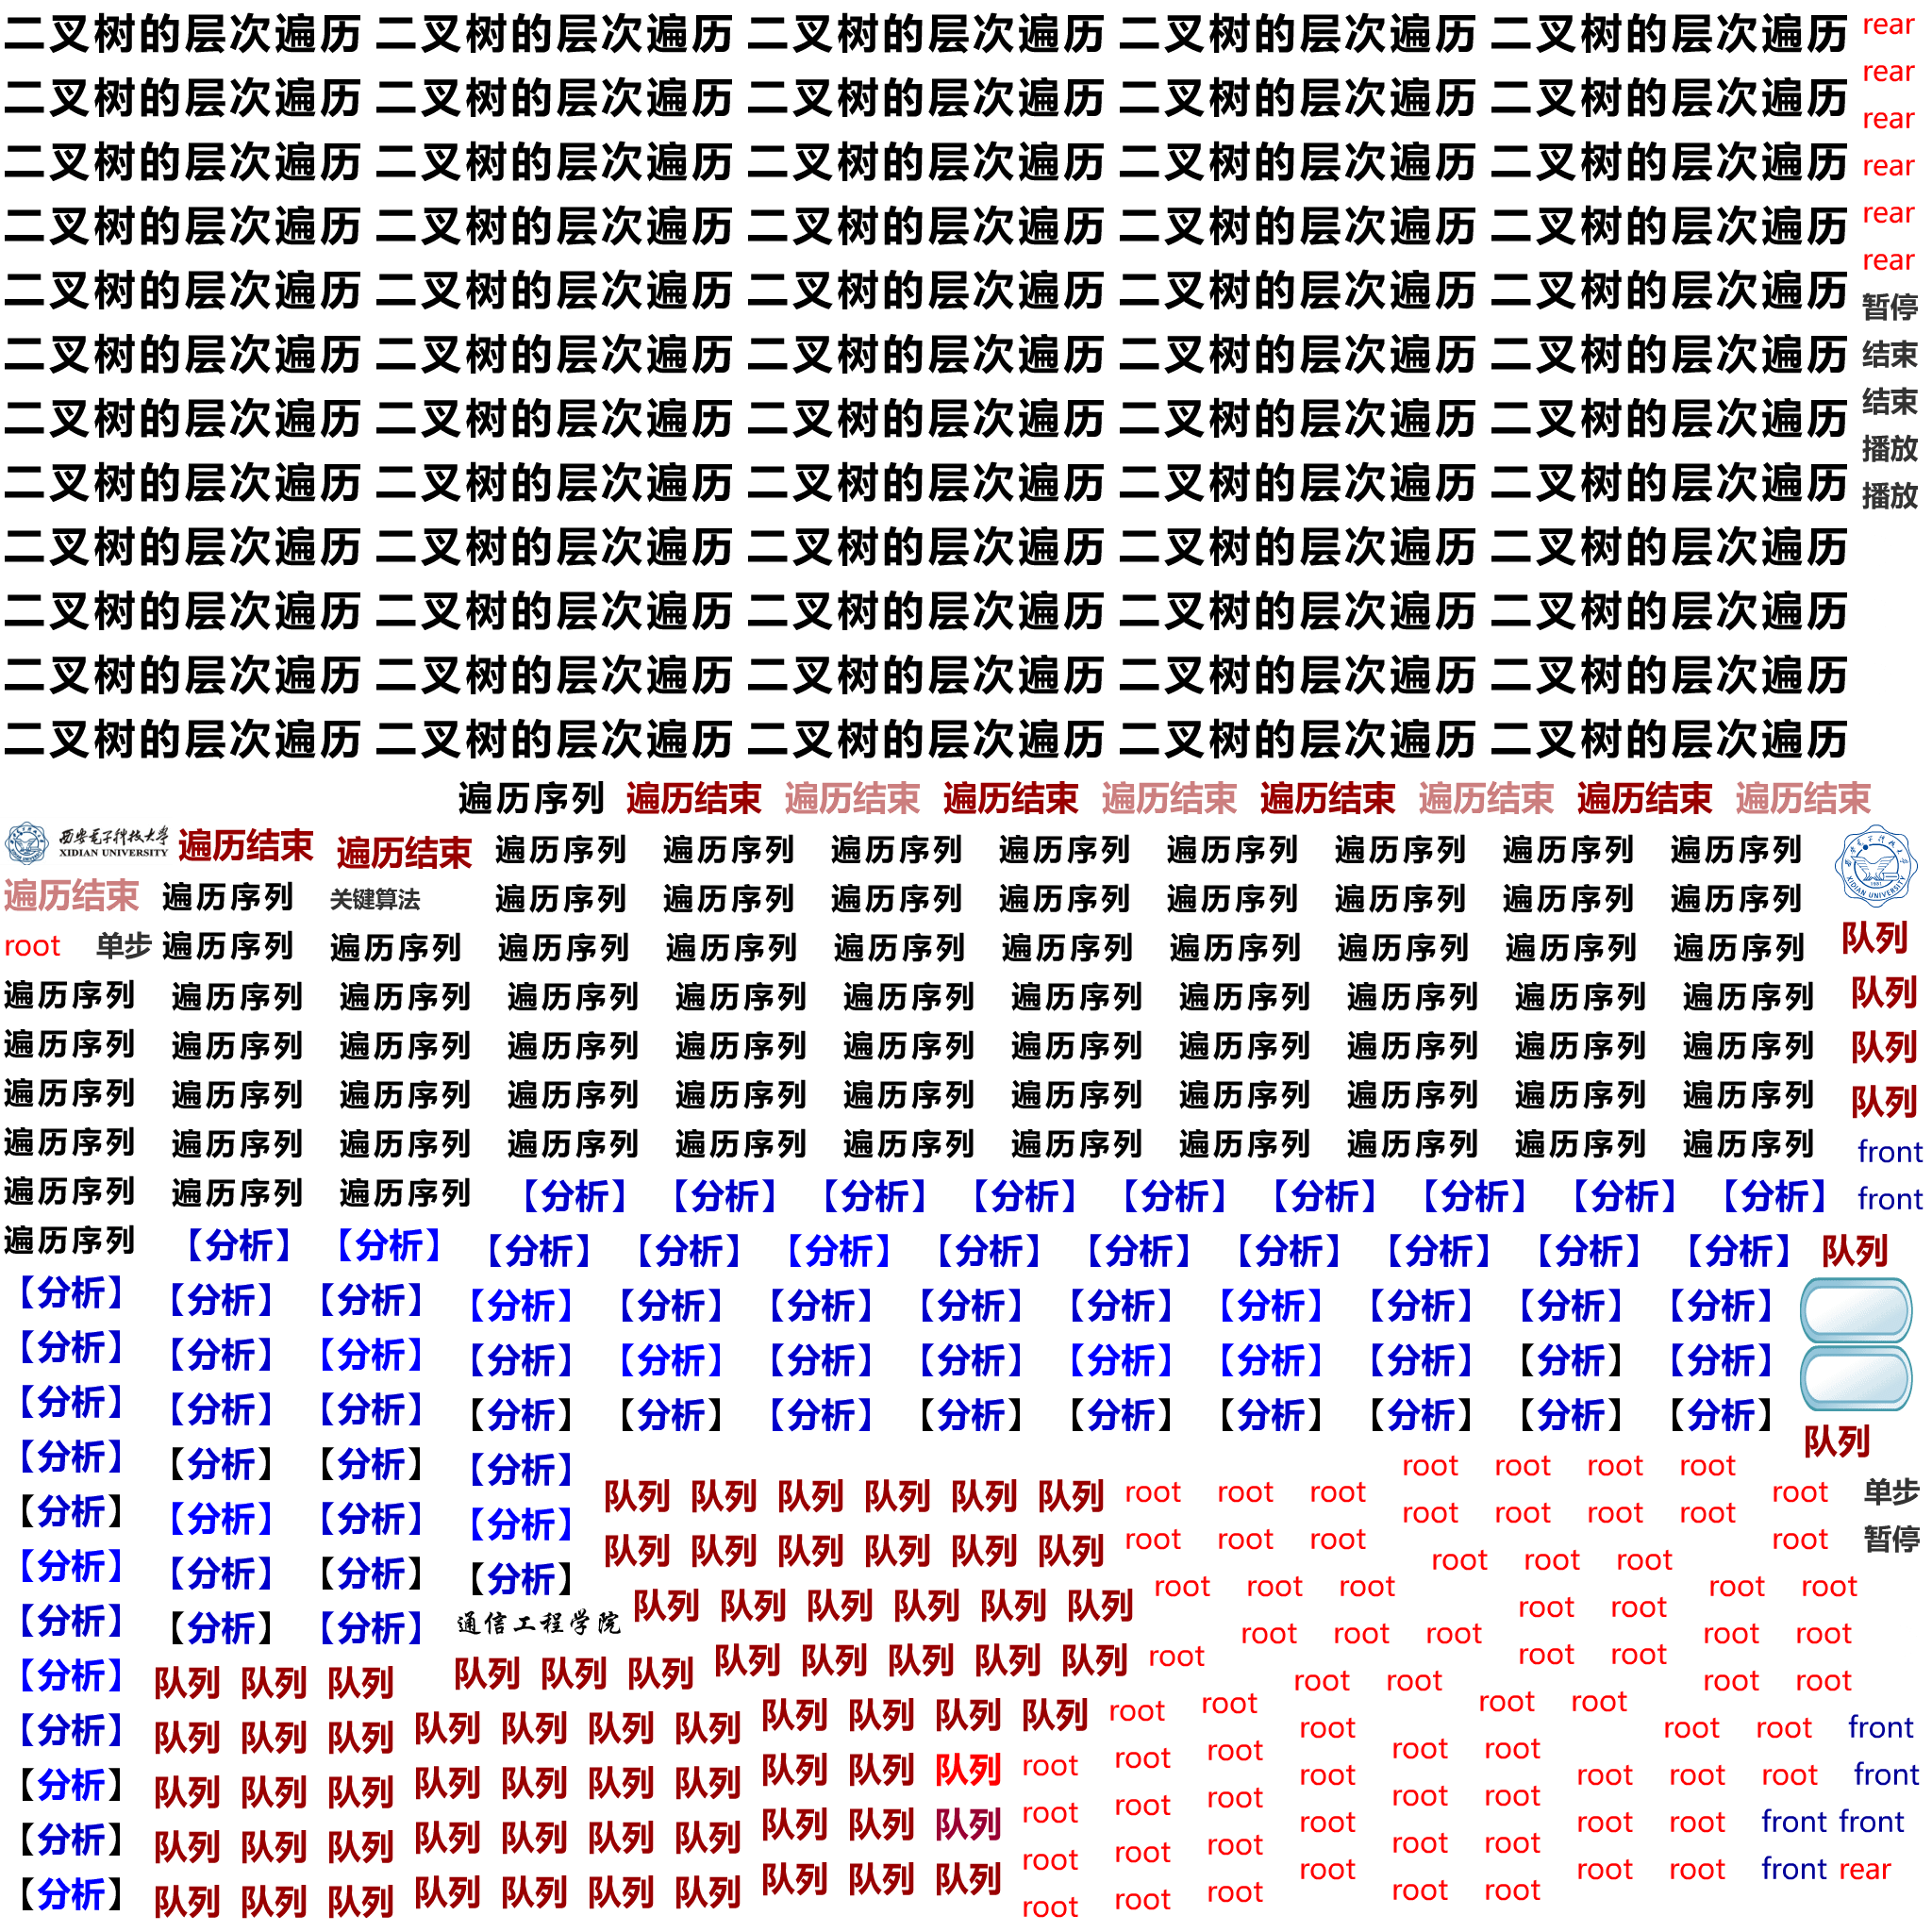 二叉树的层次遍历 二叉树的层次遍历 二叉树的层次遍历 二叉树的层次遍历 二叉树的层次遍历 rear
二叉树的层次遍历 二叉树的层次遍历 二叉树的层次遍历 二叉树的层次遍历 二叉树的层次遍历 rear
rear
二叉树的层次遍历 二叉树的层次遍历 二叉树的层次遍历 二叉树的层次遍历 二叉树的层次遍历 rear
二叉树的层次遍历 二叉树的层次遍历 二叉树的层次遍历 二叉树的层次遍历 二叉树的层次遍历 rear
rear
二叉树的层次遍历 二叉树的层次遍历 二叉树的层次遍历 二叉树的层次遍历 二叉树的层次遍历 暂停
二叉树的层次遍历 二叉树的层次遍历 二叉树的层次遍历 二叉树的层次遍历 二叉树的层次遍历 结束
二叉树的层次遍历 二叉树的层次遍历 二叉树的层次遍历 二叉树的层次遍历 二叉树的层次遍历 结束
播放
二叉树的层次遍历 二叉树的层次遍历 二叉树的层次遍历 二叉树的层次遍历 二叉树的层次遍历 播放
二叉树的层次遍历 二叉树的层次遍历 二叉树的层次遍历 二叉树的层次遍历 二叉树的层次遍历
二叉树的层次遍历 二叉树的层次遍历 二叉树的层次遍历 二叉树的层次遍历 二叉树的层次遍历
二叉树的层次遍历 二叉树的层次遍历 二叉树的层次遍历 二叉树的层次遍历 二叉树的层次遍历
二叉树的层次遍历 二叉树的层次遍历 二叉树的层次遍历 二叉树的层次遍历 二叉树的层次遍历
遍历序列 遍历结束 遍历结束 遍历结束 遍历结束 遍历结束 遍历结束 遍历结束 遍历结束
西安电子科技大学 XIDIAN UNIVERSITY 遍历结束 遍历结束 遍历序列 遍历序列 遍历序列 遍历序列 遍历序列 遍历序列 遍历序列 遍历序列
遍历结束 遍历序列 关键算法 遍历序列 遍历序列 遍历序列 遍历序列 遍历序列 遍历序列 遍历序列 遍历序列 XIDIAN UNIVERSITY
root 单步 遍历序列 遍历序列 遍历序列 遍历序列 遍历序列 遍历序列 遍历序列 遍历序列 遍历序列 遍历序列 队列
遍历序列 遍历序列 遍历序列 遍历序列 遍历序列 遍历序列 遍历序列 遍历序列 遍历序列 遍历序列 遍历序列 队列
遍历序列 遍历序列 遍历序列 遍历序列 遍历序列 遍历序列 遍历序列 遍历序列 遍历序列 遍历序列 遍历序列 队列
遍历序列 遍历序列 遍历序列 遍历序列 遍历序列 遍历序列 遍历序列 遍历序列 遍历序列 遍历序列 遍历序列 队列
遍历序列 遍历序列 遍历序列 遍历序列 遍历序列 遍历序列 遍历序列 遍历序列 遍历序列 遍历序列 遍历序列 front
遍历序列 遍历序列 遍历序列 【分析】 【分析】 【分析】 【分析】 【分析】 【分析】 【分析】 【分析】 【分析】 front
遍历序列 【分析】 【分析】 【分析】 【分析】 【分析】 【分析】 【分析】 【分析】 【分析】 【分析】 【分析】 队列
【分析】 【分析】 【分析】 【分析】 【分析】 【分析】 【分析】 【分析】 【分析】 【分析】 【分析】 【分析】
【分析】 【分析】 【分析】 【分析】 【分析】 【分析】 【分析】 【分析】 【分析】 【分析】 【分析】 【分析】
【分析】 【分析】 【分析】 【分析】 【分析】 【分析】 【分析】 【分析】 【分析】 【分析】 【分析】 【分析】 队列
【分析】 【分析】 【分析】 【分析】 root root root root
队列 队列 队列 队列 队列 队列 root root root root 单步
【分析】 【分析】 【分析】 【分析】 root root root root
队列 队列 队列 队列 队列 队列 root root root root 暂停
【分析】 【分析】 【分析】 【分析】 root root root
root root root root root
【分析】 【分析】 【分析】 通信工程学院 队列 队列 队列 队列 队列 队列 root root
root root root root root
【分析】 队列 队列 队列 队列 队列 队列 队列 队列 root root root
队列 队列 队列 root root root root
【分析】 队列 队列 队列 队列 队列 队列 队列 队列 队列 队列 队列 root root root root
队列 队列 队列 root root root front
【分析】 队列 队列 队列 队列 队列 队列 队列 root root root root root
队列 队列 队列 root root root root front
【分析】 队列 队列 队列 队列 队列 队列 队列 root root root root root
队列 队列 队列 root root root front front
【分析】 队列 队列 队列 队列 队列 队列 队列 root root root root root
队列 队列 队列 root root root front rear
root root root root root